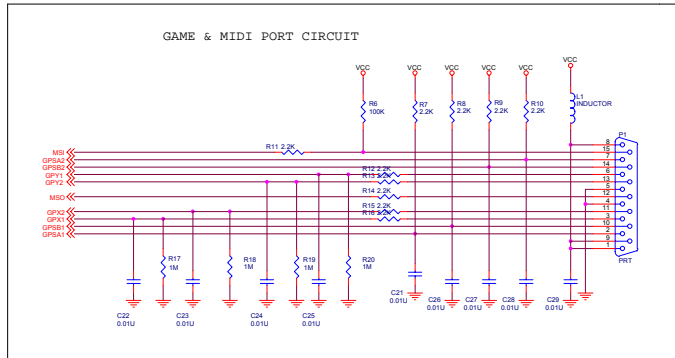 GAME & MIDI PORT CIRCUIT
VCC VCC VCC VCC VCC VCC
R6
100K
R7
2.2K
R8
2.2K
R9
2.2K
R10
2.2K
L1
INDUCTOR
P1
MSI
R11 2.2K
GPSA2
GPSB2
GPY1
R12 2.2K
GPY2
R13 2.2K
MSO
R14 2.2K
GPX2
R15 2.2K
GPX1
R16 2.2K
GPSB1
GPSA1
8
15
7
14
6
13
5
12
4
11
3
10
2
9
1
PRT
R17
1M
R18
1M
R19
1M
R20
1M
C22
0.01U
C23
0.01U
C24
0.01U
C25
0.01U
C21
0.01U
C26
0.01U
C27
0.01U
C28
0.01U
C29
0.01U